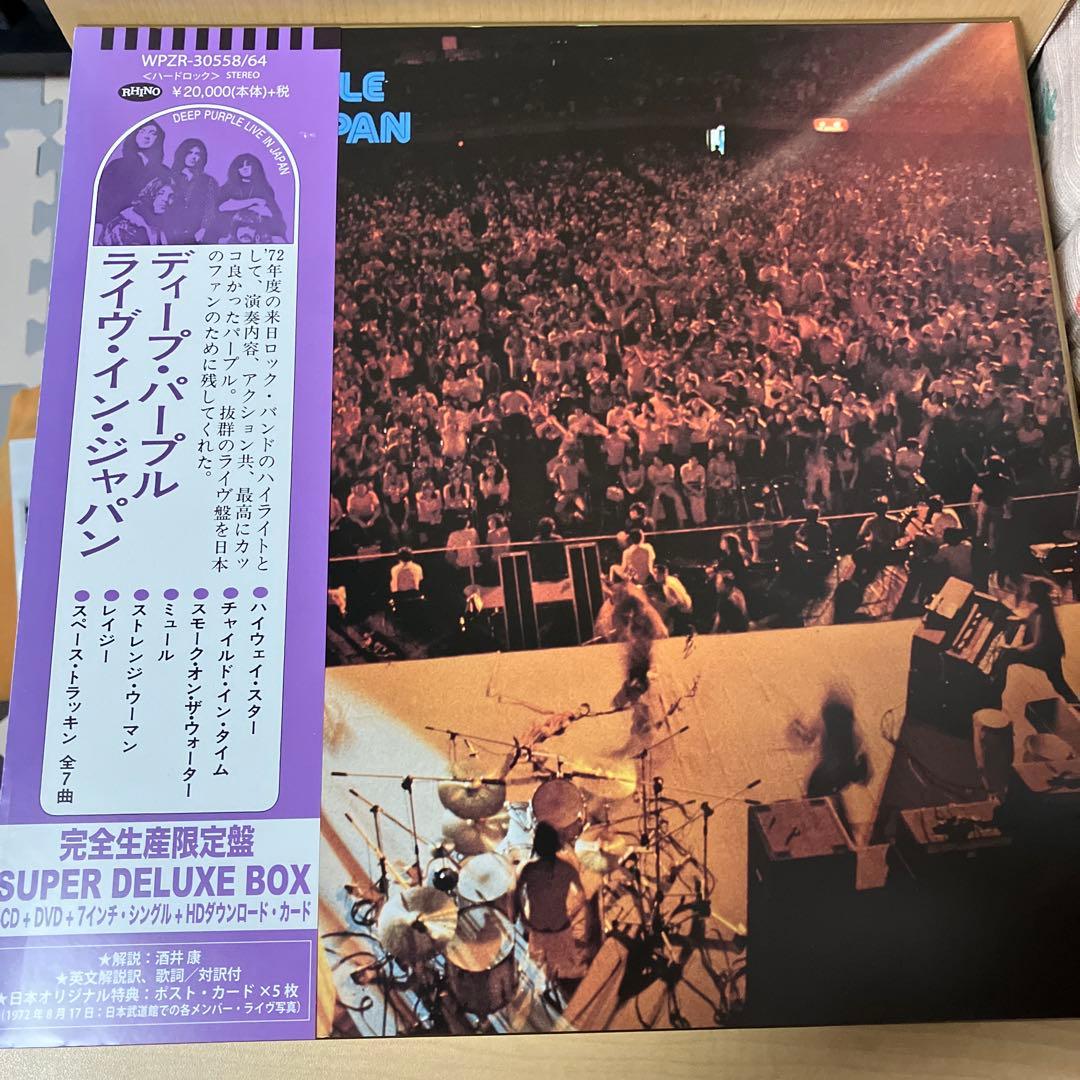 WPZR-30558/64
<ハードロック> STEREO
RHINO ¥20,000(本体)+税
DEEP PURPLE LIVE IN JAPAN
'72年度の来日ロック・バンドのハイライトと
して、演奏内容、アクション共、最高にカッ
コ良かったパープル。抜群のライヴ盤を日本
のファンのために残してくれた。
ディープ・パープル
ライヴ・イン・ジャパン
●ハイウェイ・スター
●チャイルド・イン・タイム
●スモーク・オン・ザ・ウォーター
●ミュール
●ストレンジ・ウーマン
●レイジー
●スペース・トラッキン 全7曲
完全生産限定盤
SUPER DELUXE BOX
CD+DVD+7インチ・シングル+HDダウンロード・カード
★解説：酒井 康
★英文解説訳、歌詞／対訳付
★日本オリジナル特典：ポスト・カード×5枚
(1972年8月17日：日本武道館での各メンバー・ライヴ写真)
LE
PAN